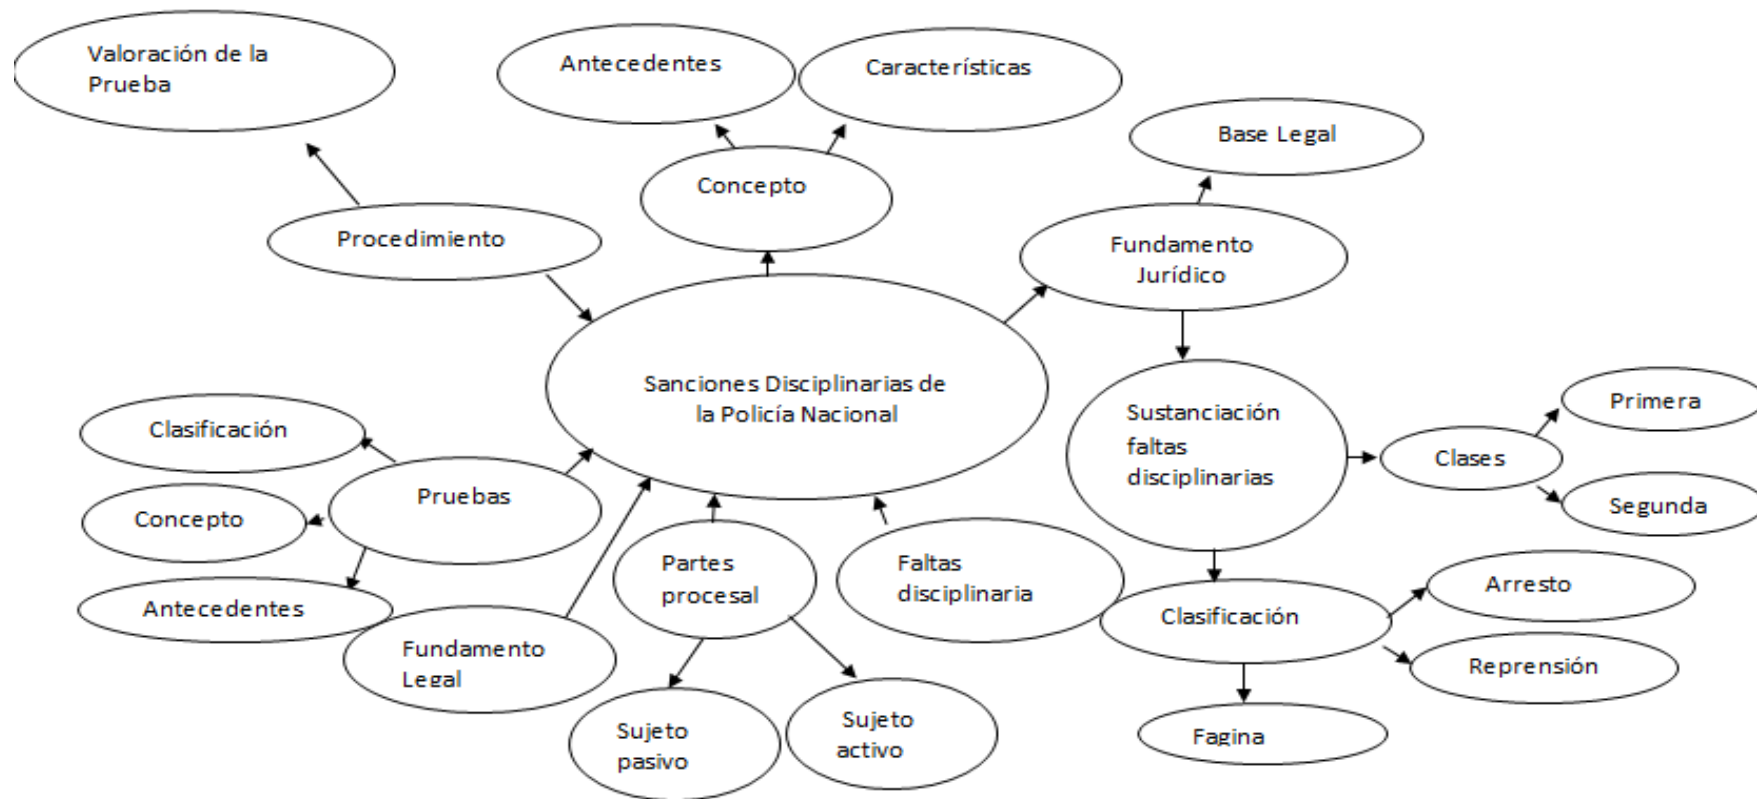 Valoración de la
Prueba
Antecedentes
Características
Base Legal
Concepto
Procedimiento
Fundamento
Jurídico
Sanciones Disciplinarias de
la Policía Nacional
Sustanciación
faltas
disciplinarias
Primera
Clases
Segunda
Clasificación
Pruebas
Concepto
Antecedentes
Fundamento
Legal
Partes
procesal
Faltas
disciplinaria
Clasificación
Arresto
Reprensión
Fagina
Sujeto
pasivo
Sujeto
activo